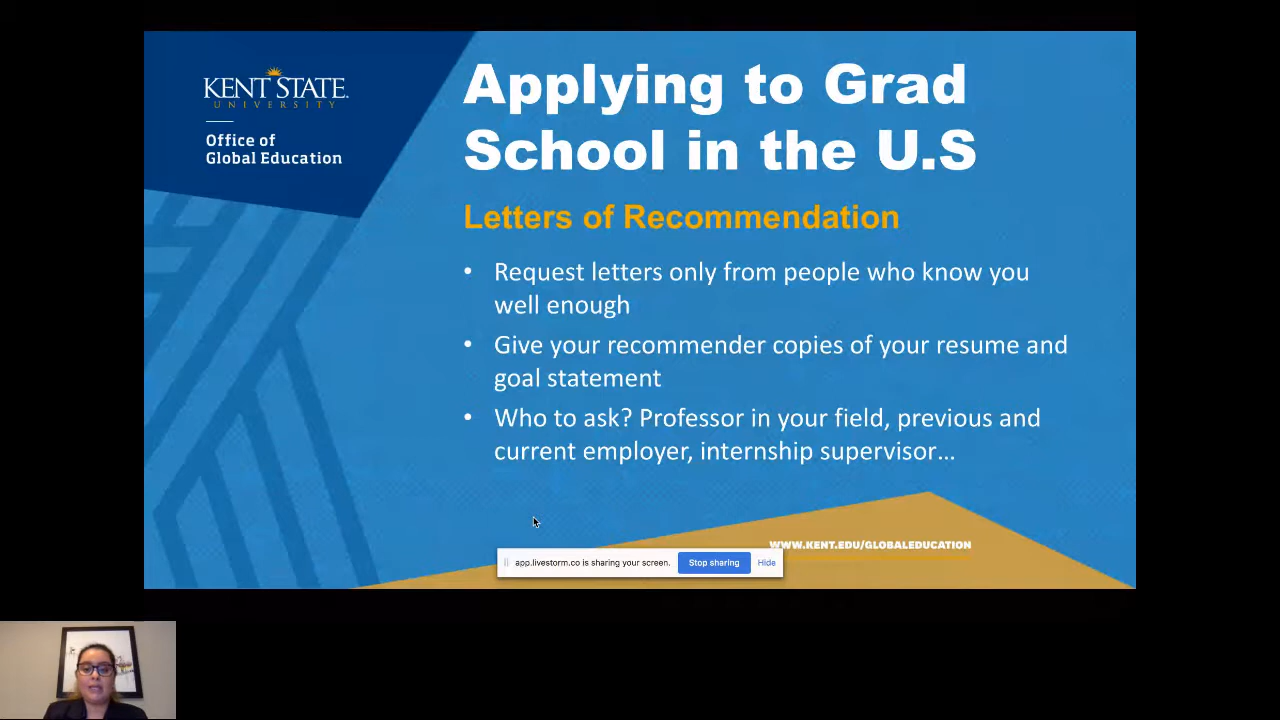 KENT STATE
UNIVERSITY
Office of
Global Education
Applying to Grad
School in the U.S
Letters of Recommendation
• Request letters only from people who know you
well enough
• Give your recommender copies of your resume and
goal statement
• Who to ask? Professor in your field, previous and
current employer, internship supervisor...
WWW.KENT.EDU/GLOBALEDUCATION
app.livestorm.co is sharing your screen. Stop sharing Hide